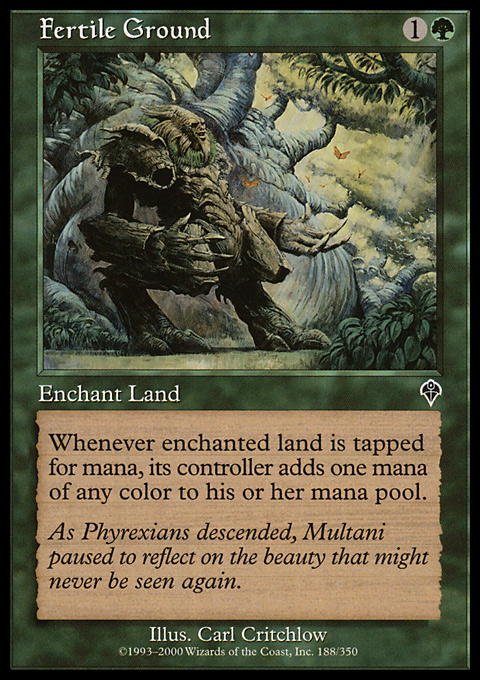 Fertile Ground 1
Enchant Land
Whenever enchanted land is tapped
for mana, its controller adds one mana
of any color to his or her mana pool.
As Phyrexians descended, Multani
paused to reflect on the beauty that might
never be seen again.
Illus. Carl Critchlow
©1993–2000 Wizards of the Coast, Inc. 188/350